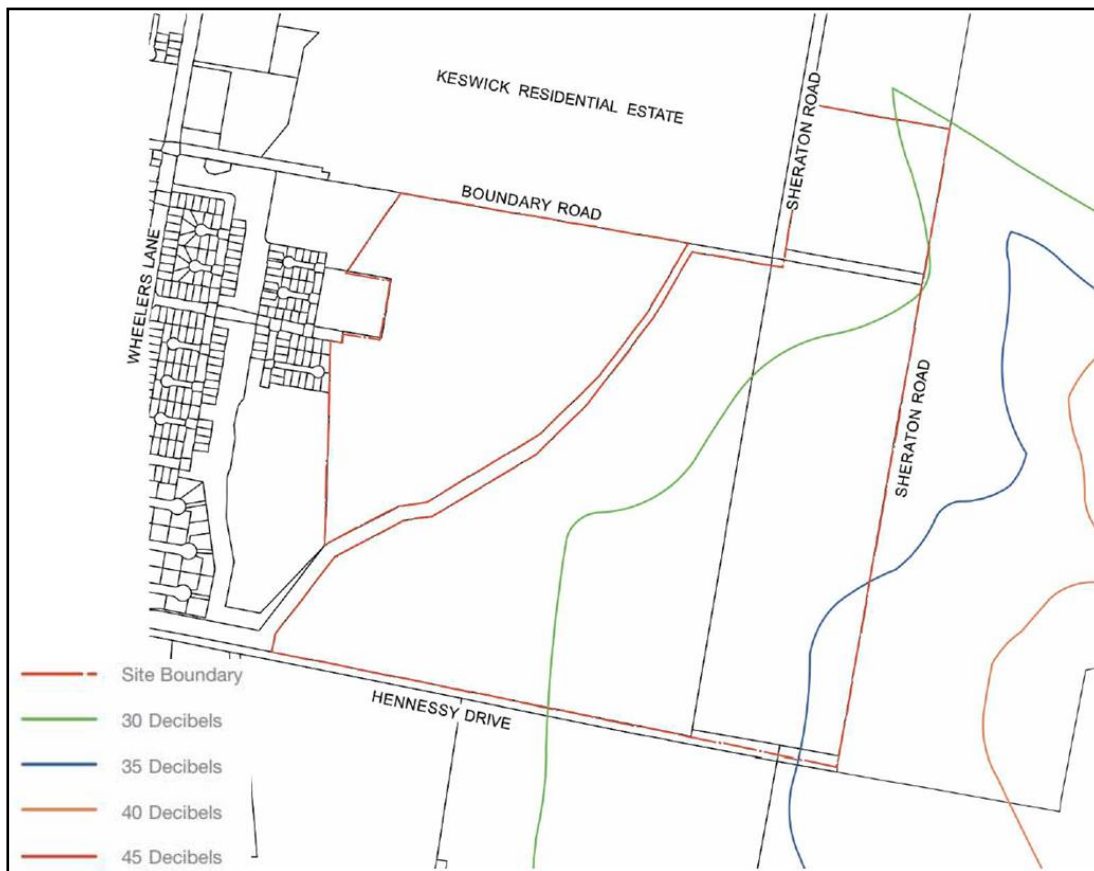 KESWICK RESIDENTIAL ESTATE
SHERATON ROAD
BOUNDARY ROAD
WHEELERS LANE
SHERATON ROAD
HENNESSY DRIVE
Site Boundary
30 Decibels
35 Decibels
40 Decibels
45 Decibels